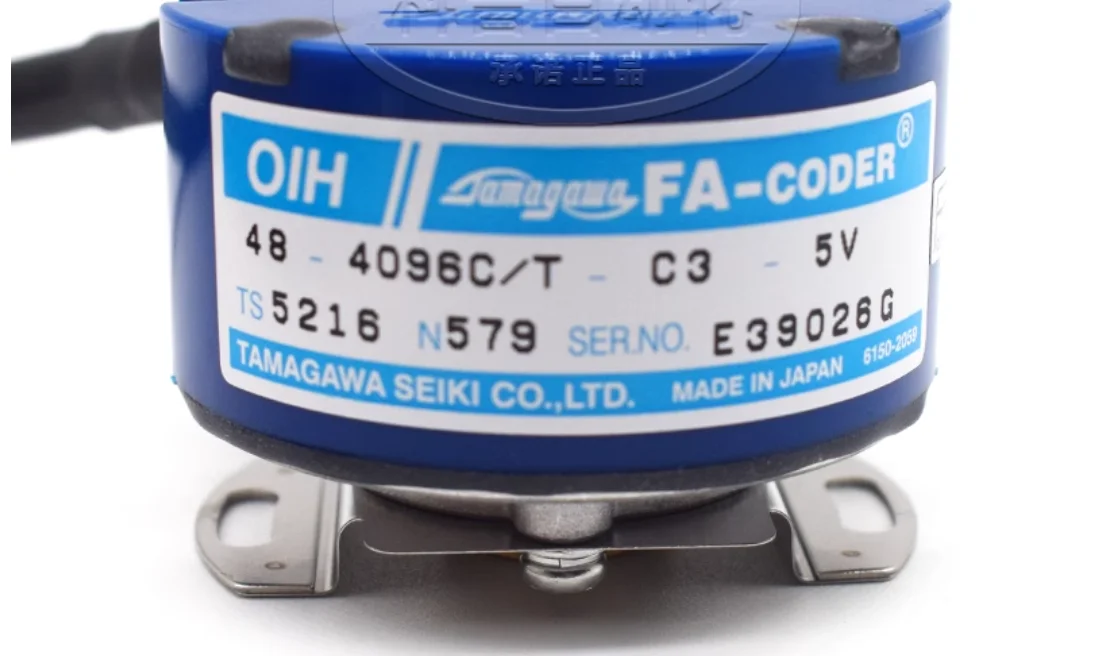 承诺正品
OIH Tamagawa FA-CODER®
48 - 4096C/T - C3 - 5V
TS5216 N579 SER.NO. E39026G
TAMAGAWA SEIKI CO.,LTD. MADE IN JAPAN 6150-2059